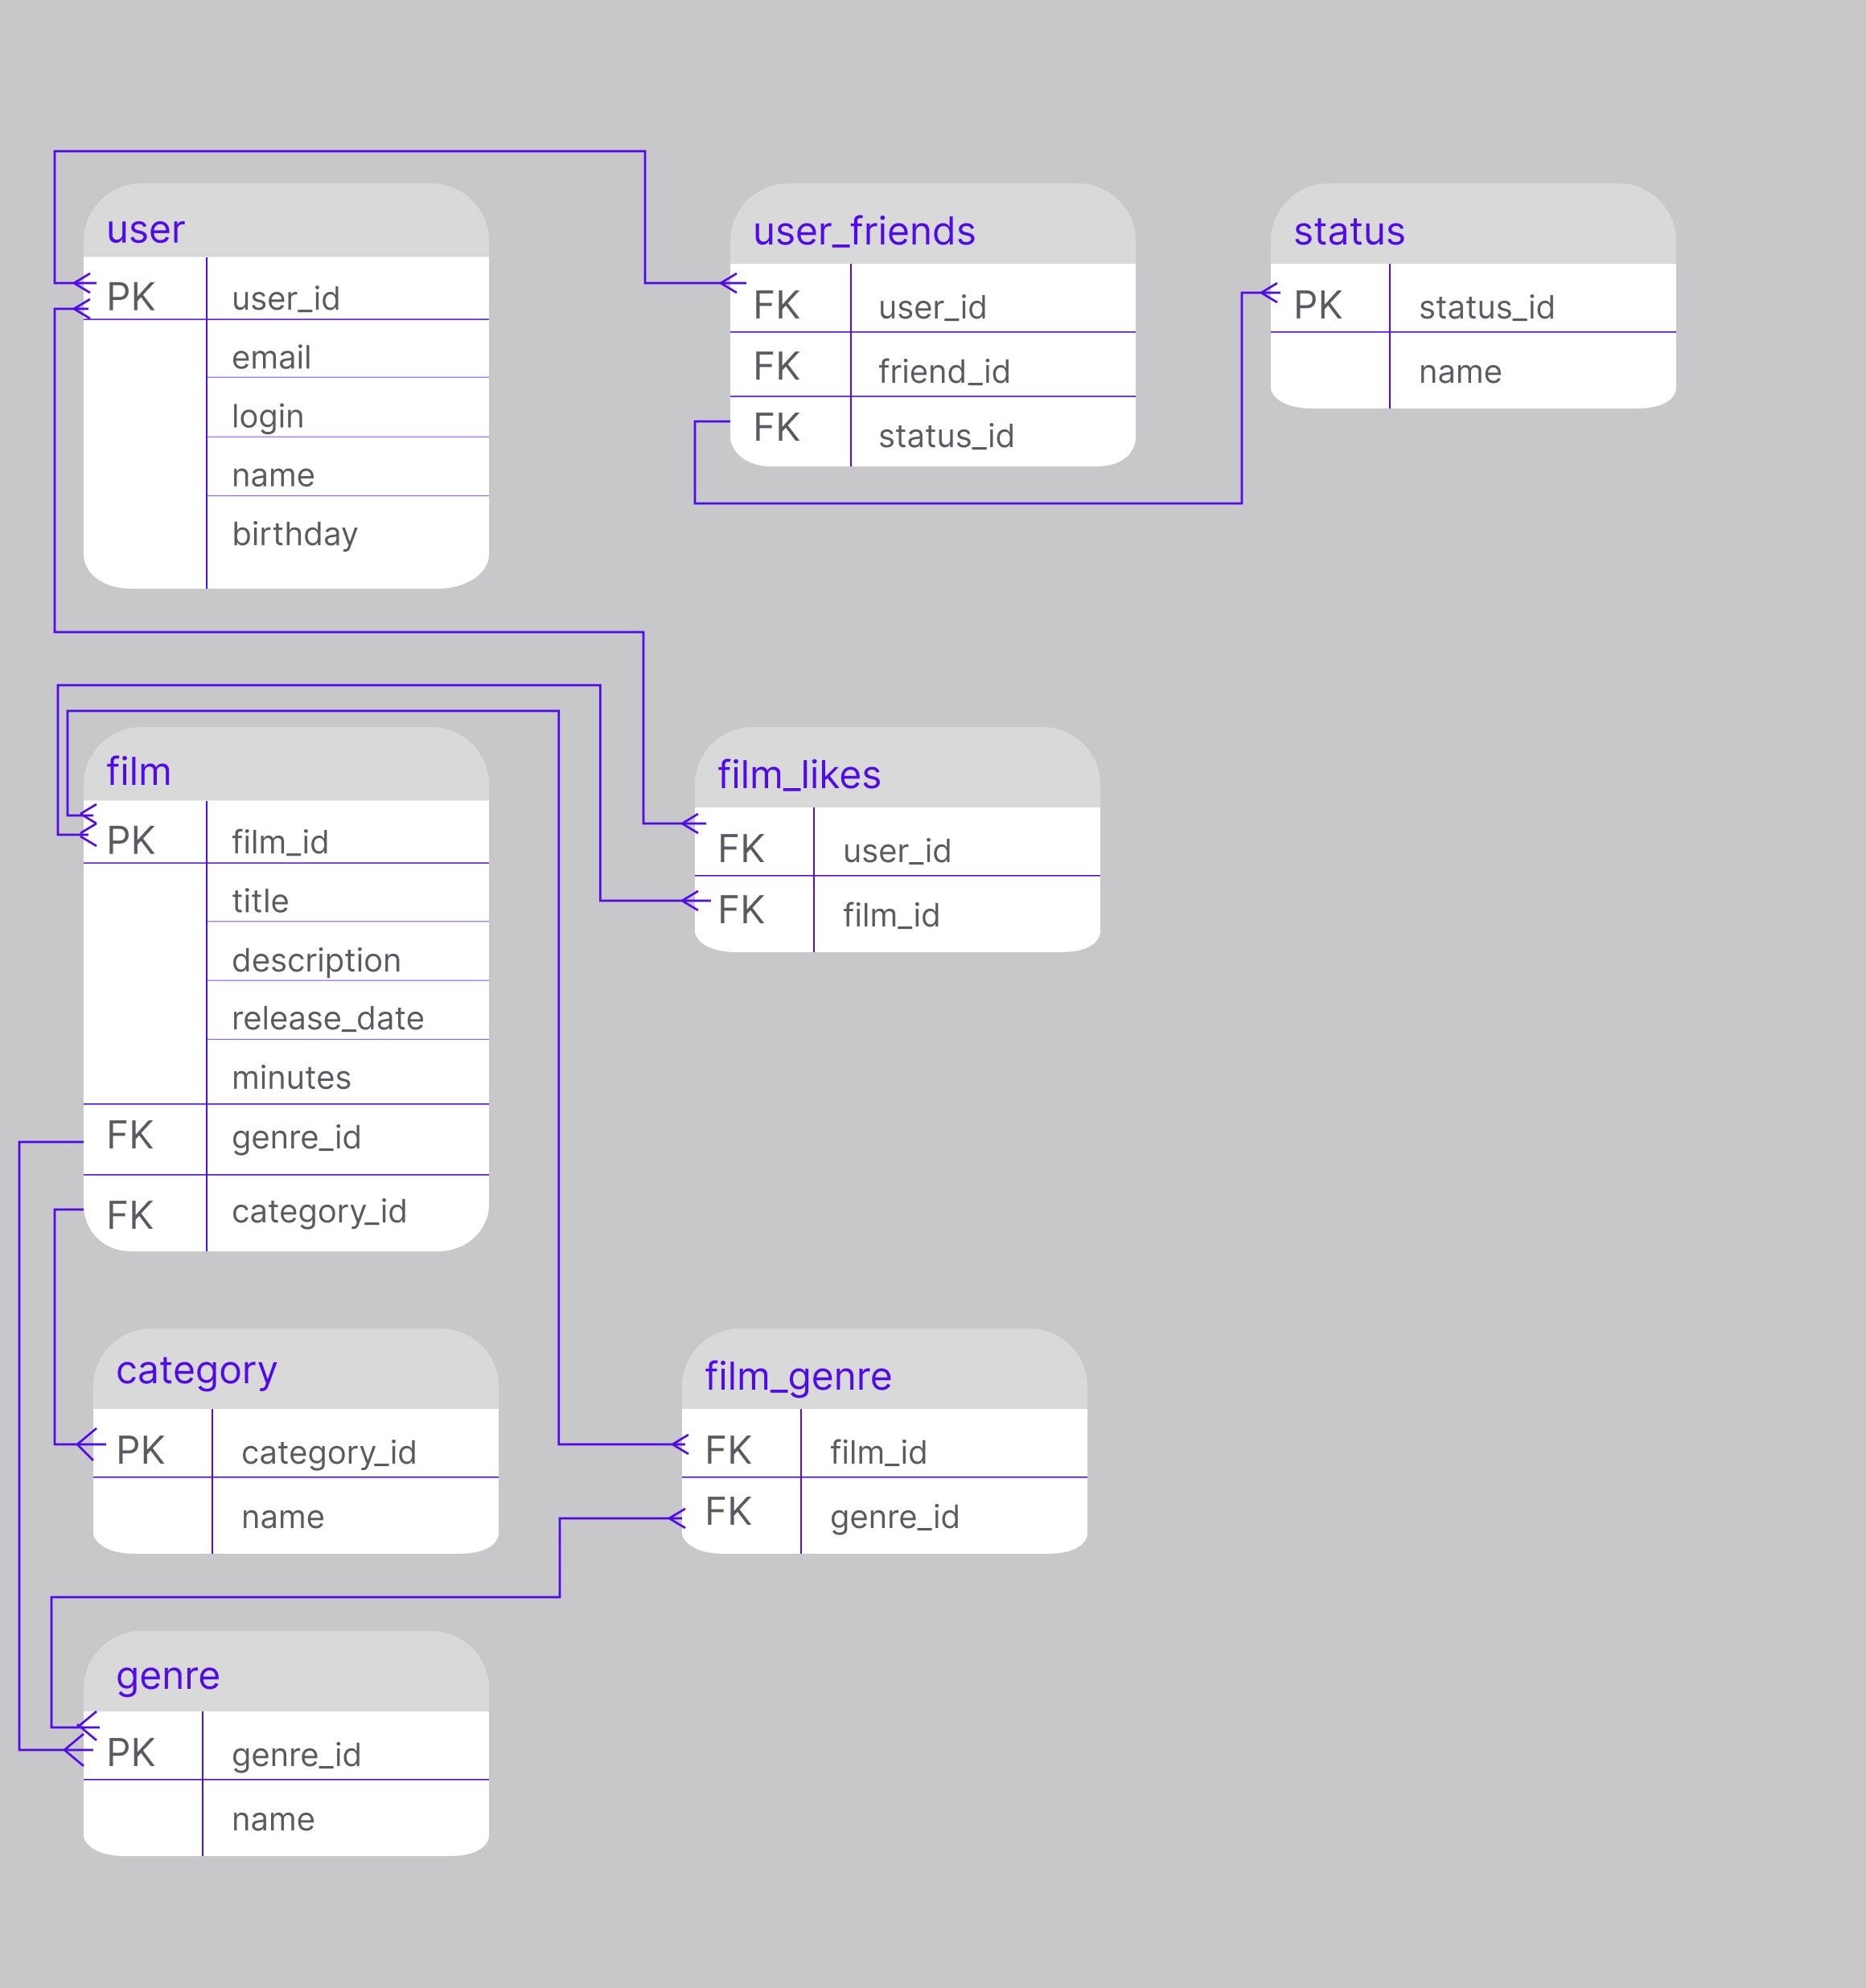 user
PK user_id
email
login
name
birthday
user_friends
FK user_id
FK friend_id
FK status_id
status
PK status_id
name
film
PK film_id
title
description
release_date
minutes
FK genre_id
FK category_id
film_likes
FK user_id
FK film_id
category
PK category_id
name
film_genre
FK film_id
FK genre_id
genre
PK genre_id
name